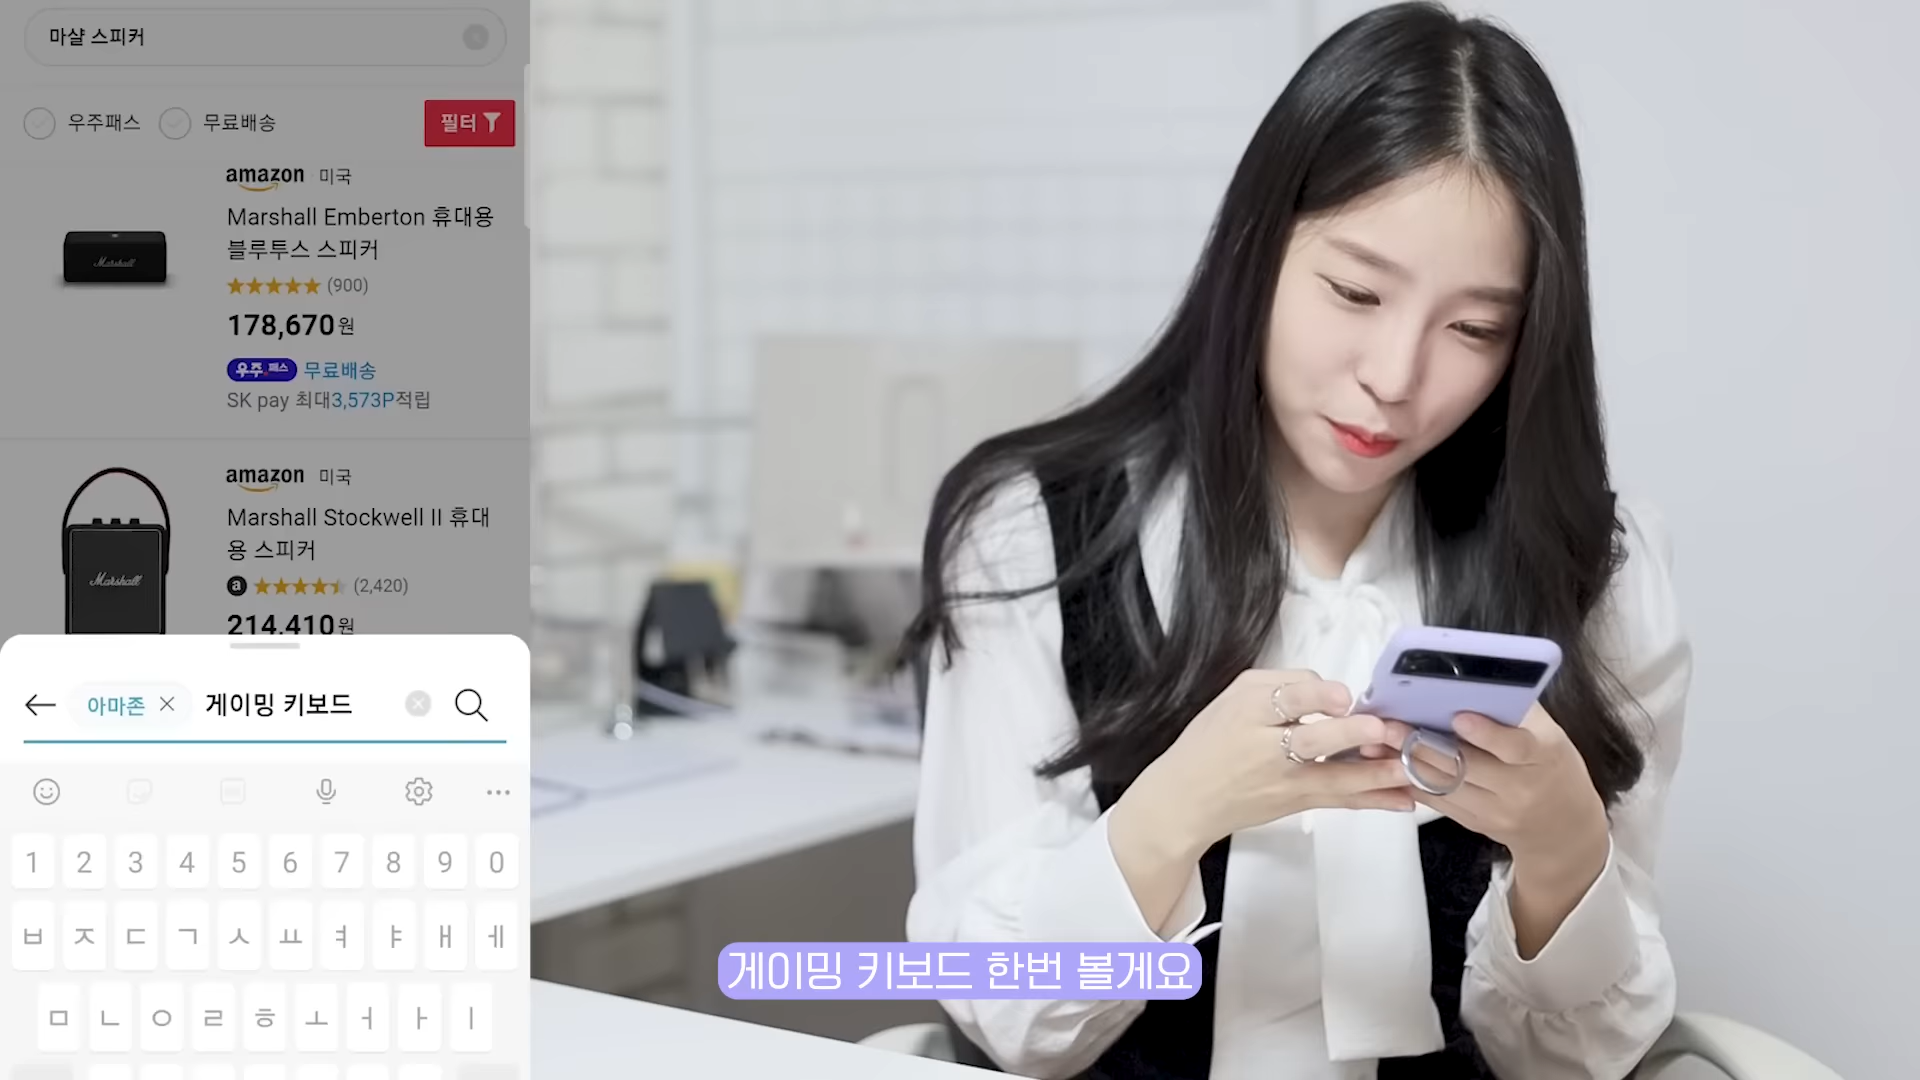 마샬 스피커
우주패스 무료배송 필터
amazon 미국
Marshall Emberton 휴대용
블루투스 스피커
(900)
178,670원
우주패스 무료배송
SK pay 최대3,573P적립
Marshall
amazon 미국
Marshall Stockwell II 휴대
용 스피커
a (2,420)
214,410원
Marshall
아마존 게이밍 키보드
1 2 3 4 5 6 7 8 9 0
ㅂ ㅈ ㄷ ㄱ ㅅ ㅛ ㅕ ㅑ ㅐ ㅔ
ㅁ ㄴ ㅇ ㄹ ㅎ ㅗ ㅓ ㅏ ㅣ
게이밍 키보드 한번 볼게요